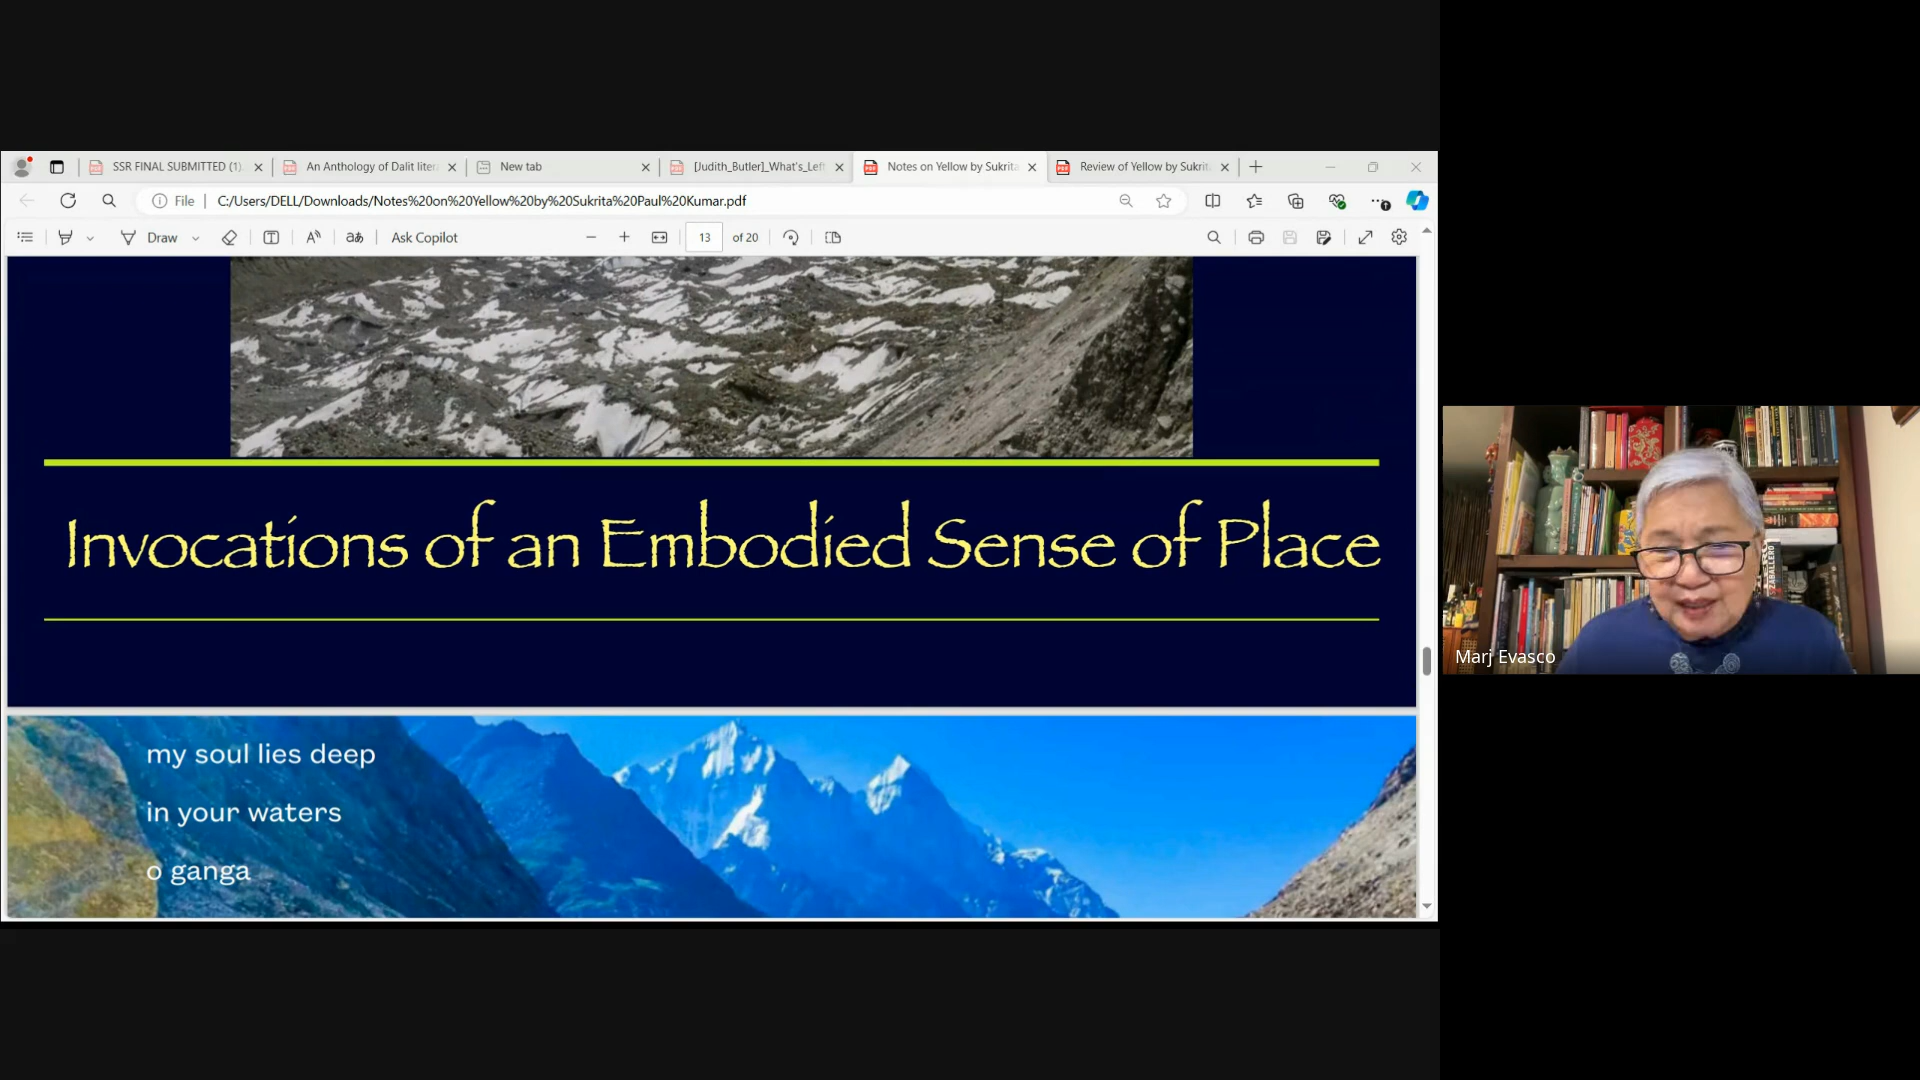 SSR FINAL SUBMITTED (1)
An Anthology of Dalit liter
New tab
[Judith_Butler]_What's_Left
Notes on Yellow by Sukrita
Review of Yellow by Sukrit
File
C:/Users/DELL/Downloads/Notes%20on%20Yellow%20by%20Sukrita%20Paul%20Kumar.pdf
Draw
aあ
Ask Copilot
13 of 20
Invocations of an Embodied Sense of Place
my soul lies deep
in your waters
o ganga
ZABALLERO
Marj Evasco